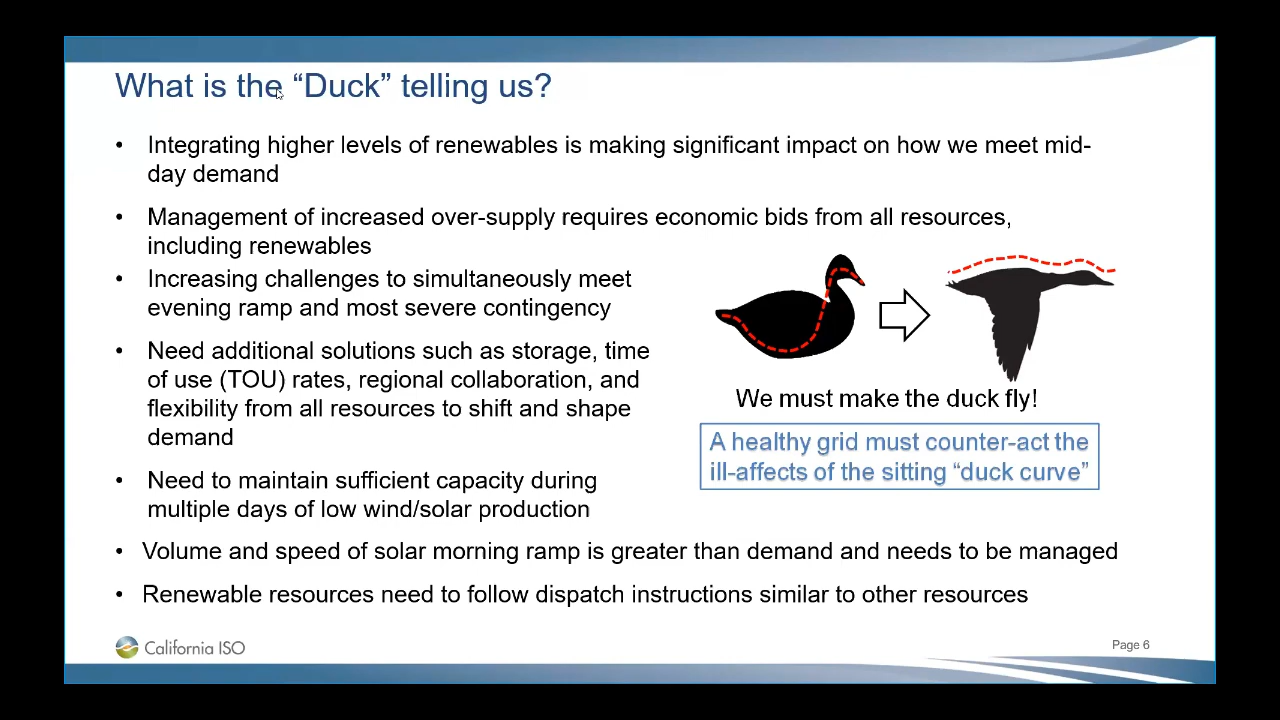 What is the “Duck” telling us?
• Integrating higher levels of renewables is making significant impact on how we meet mid-
day demand
• Management of increased over-supply requires economic bids from all resources,
including renewables
• Increasing challenges to simultaneously meet
evening ramp and most severe contingency
• Need additional solutions such as storage, time
of use (TOU) rates, regional collaboration, and
flexibility from all resources to shift and shape
demand
• Need to maintain sufficient capacity during
multiple days of low wind/solar production
We must make the duck fly!
A healthy grid must counter-act the
ill-affects of the sitting “duck curve”
• Volume and speed of solar morning ramp is greater than demand and needs to be managed
• Renewable resources need to follow dispatch instructions similar to other resources
California ISO
Page 6